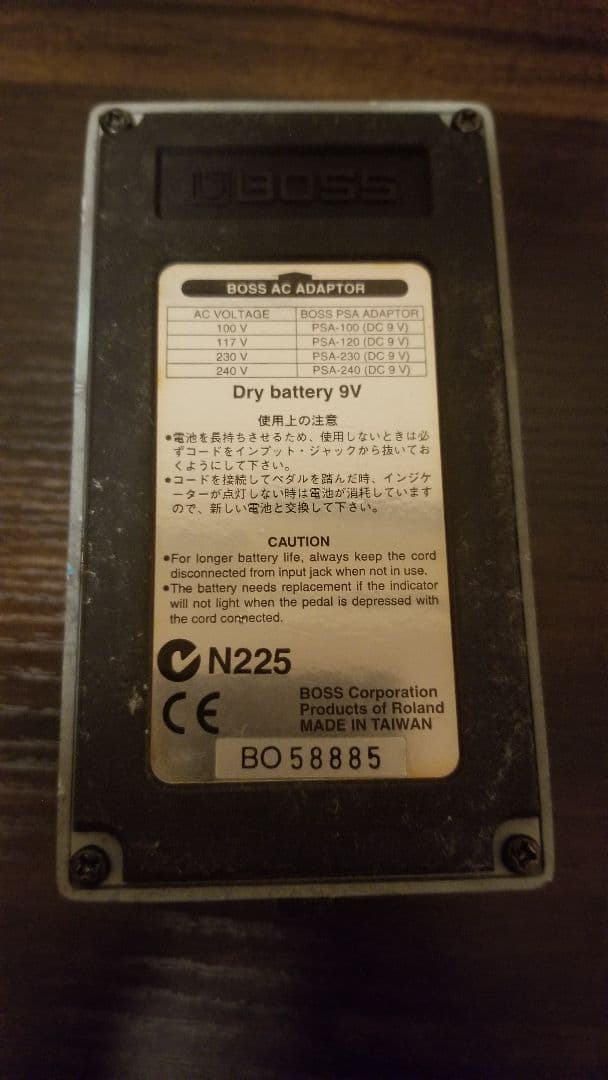 BOSS
BOSS AC ADAPTOR
AC VOLTAGE BOSS PSA ADAPTOR
100 V PSA-100 (DC 9 V)
117 V PSA-120 (DC 9 V)
230 V PSA-230 (DC 9 V)
240 V PSA-240 (DC 9 V)
Dry battery 9V
使用上の注意
●電池を長持ちさせるため、使用しないときは必
ずコードをインプット・ジャックから抜いてお
くようにして下さい。
●コードを接続してペダルを踏んだ時、インジケ
ーターが点灯しない時は電池が消耗しています
ので、新しい電池と交換して下さい。
CAUTION
●For longer battery life, always keep the cord
disconnected from input jack when not in use.
●The battery needs replacement if the indicator
will not light when the pedal is depressed with
the cord connected.
N225
CE
BOSS Corporation
Products of Roland
MADE IN TAIWAN
BO 58885